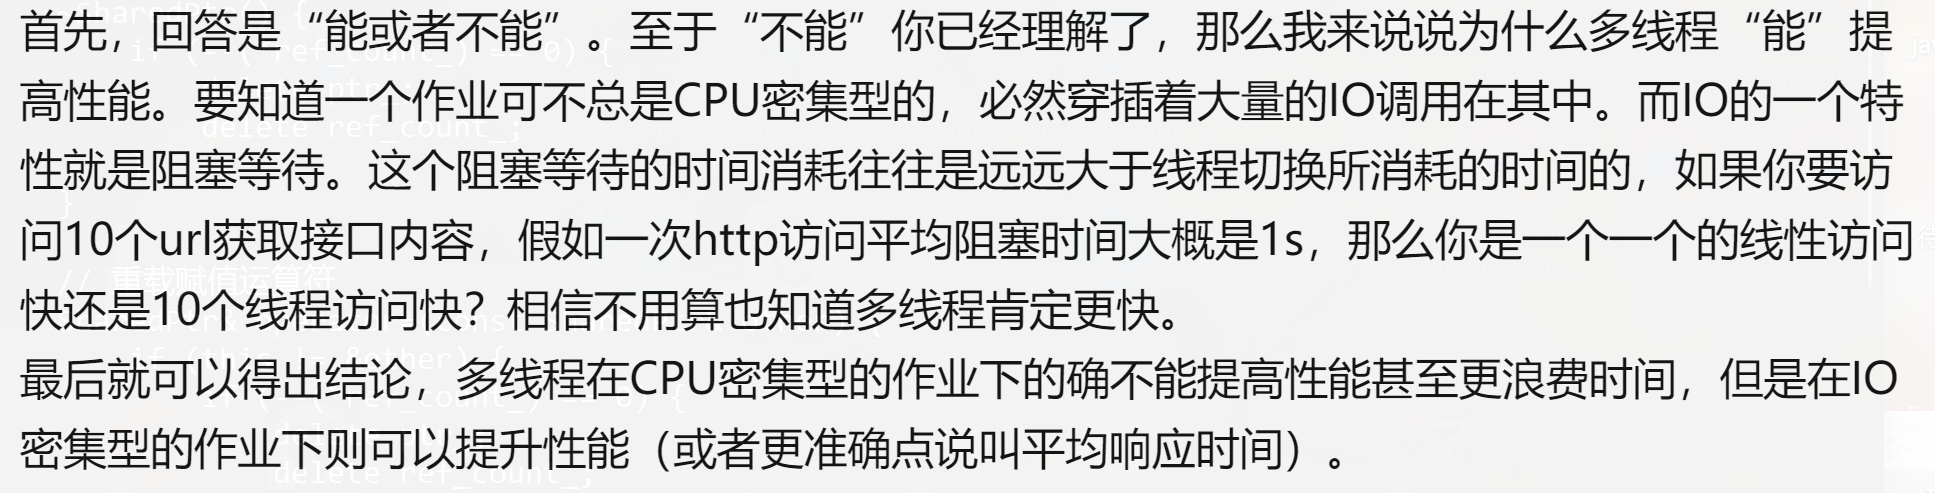 首先，回答是“能或者不能”。至于“不能”你已经理解了，那么我来说说为什么多线程“能”提
高性能。要知道一个作业可不总是CPU密集型的，必然穿插着大量的IO调用在其中。而IO的一个特
性就是阻塞等待。这个阻塞等待的时间消耗往往是远远大于线程切换所消耗的时间的，如果你要访
问10个url获取接口内容，假如一次http访问平均阻塞时间大概是1s，那么你是一个一个的线性访问
快还是10个线程访问快？相信不用算也知道多线程肯定更快。
最后就可以得出结论，多线程在CPU密集型的作业下的确不能提高性能甚至更浪费时间，但是在IO
密集型的作业下则可以提升性能（或者更准确点说叫平均响应时间）。
// 重载赋值运算符
delete ref_count_;